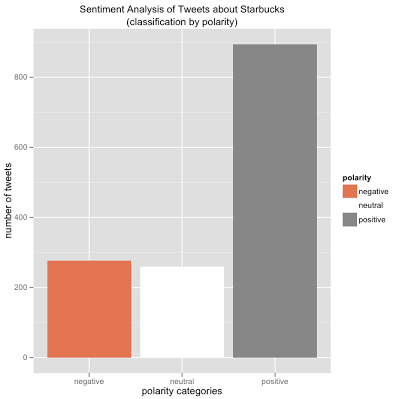 Sentiment Analysis of Tweets about Starbucks
(classification by polarity)
number of tweets
800
600
400
200
0
negative
neutral
positive
polarity categories
polarity
negative
neutral
positive